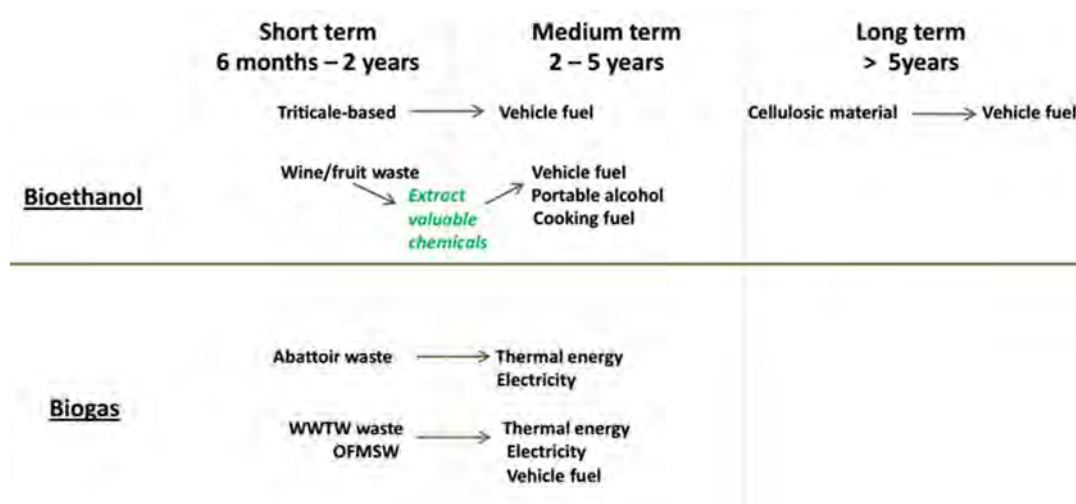 Short term
6 months – 2 years
Medium term
2 – 5 years
Long term
> 5years
Bioethanol
Triticale-based
Vehicle fuel
Cellulosic material
Vehicle fuel
Wine/fruit waste
Extract
valuable
chemicals
Vehicle fuel
Portable alcohol
Cooking fuel
Biogas
Abattoir waste
Thermal energy
Electricity
WWTW waste
OFMSW
Thermal energy
Electricity
Vehicle fuel